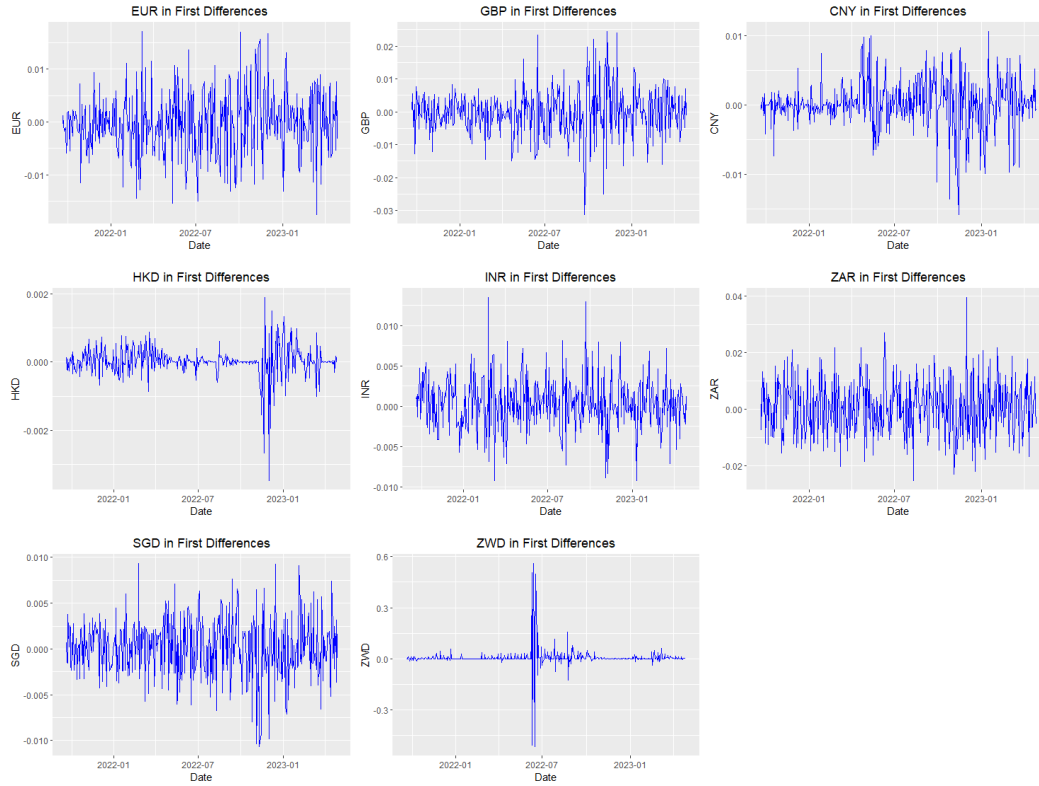 EUR in First Differences
0.01
0.00
-0.01
EUR
2022-01 2022-07 2023-01
Date
GBP in First Differences
0.02
0.00
-0.02
-0.03
GBP
2022-01 2022-07 2023-01
Date
CNY in First Differences
0.01
0.00
-0.01
CNY
2022-01 2022-07 2023-01
Date
HKD in First Differences
0.002
0.000
-0.002
HKD
2022-01 2022-07 2023-01
Date
INR in First Differences
0.010
0.005
0.000
-0.005
-0.010
INR
2022-01 2022-07 2023-01
Date
ZAR in First Differences
0.04
0.02
0.00
-0.02
ZAR
2022-01 2022-07 2023-01
Date
SGD in First Differences
0.010
0.005
0.000
-0.005
-0.010
SGD
2022-01 2022-07 2023-01
Date
ZWD in First Differences
0.6
0.3
0.0
-0.3
ZWD
2022-01 2022-07 2023-01
Date